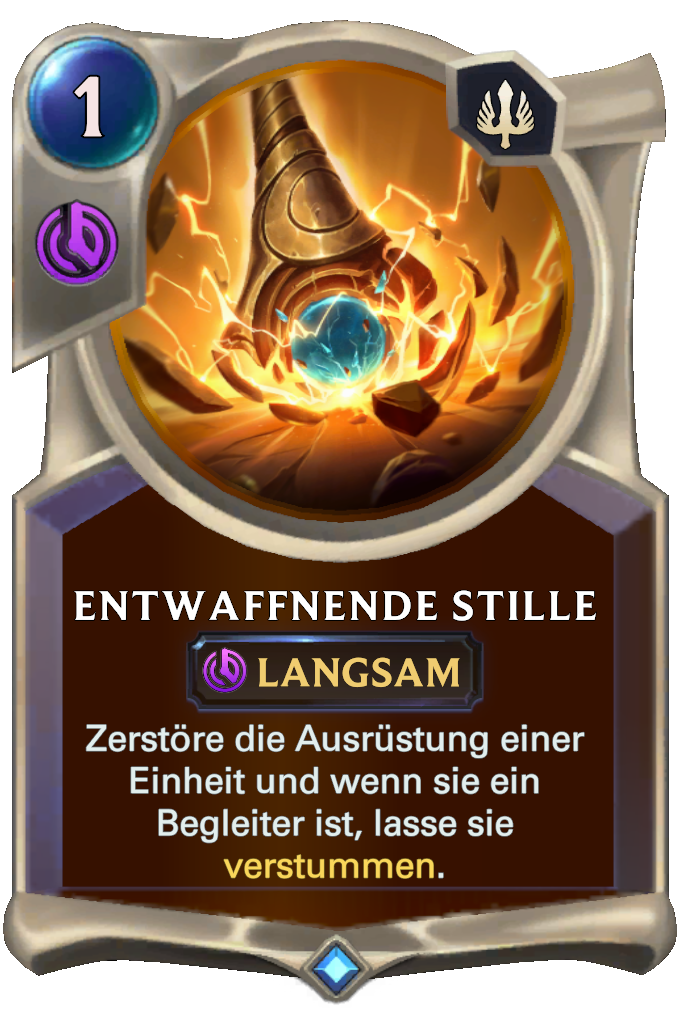 1
ENTWAFFNENDE STILLE
LANGSAM
Zerstöre die Ausrüstung einer
Einheit und wenn sie ein
Begleiter ist, lasse sie
verstummen.